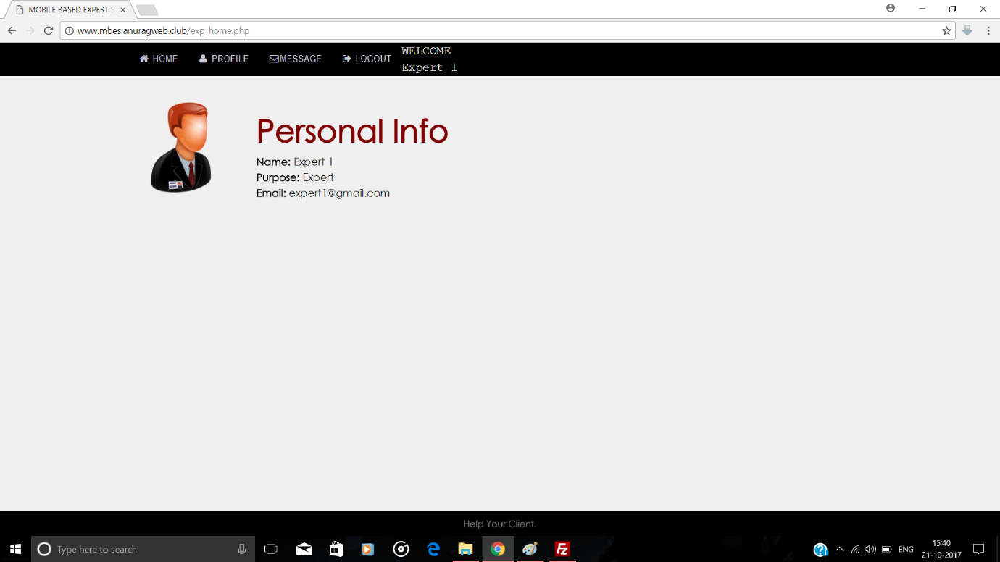 MOBILE BASED EXPERT S
www.mbes.anuragweb.club/exp_home.php
HOME
PROFILE
MESSAGE
LOGOUT
WELCOME
Expert 1
Personal Info
Name: Expert 1
Purpose: Expert
Email: expert1@gmail.com
Help Your Client.
Type here to search
ENG
15:40
21-10-2017